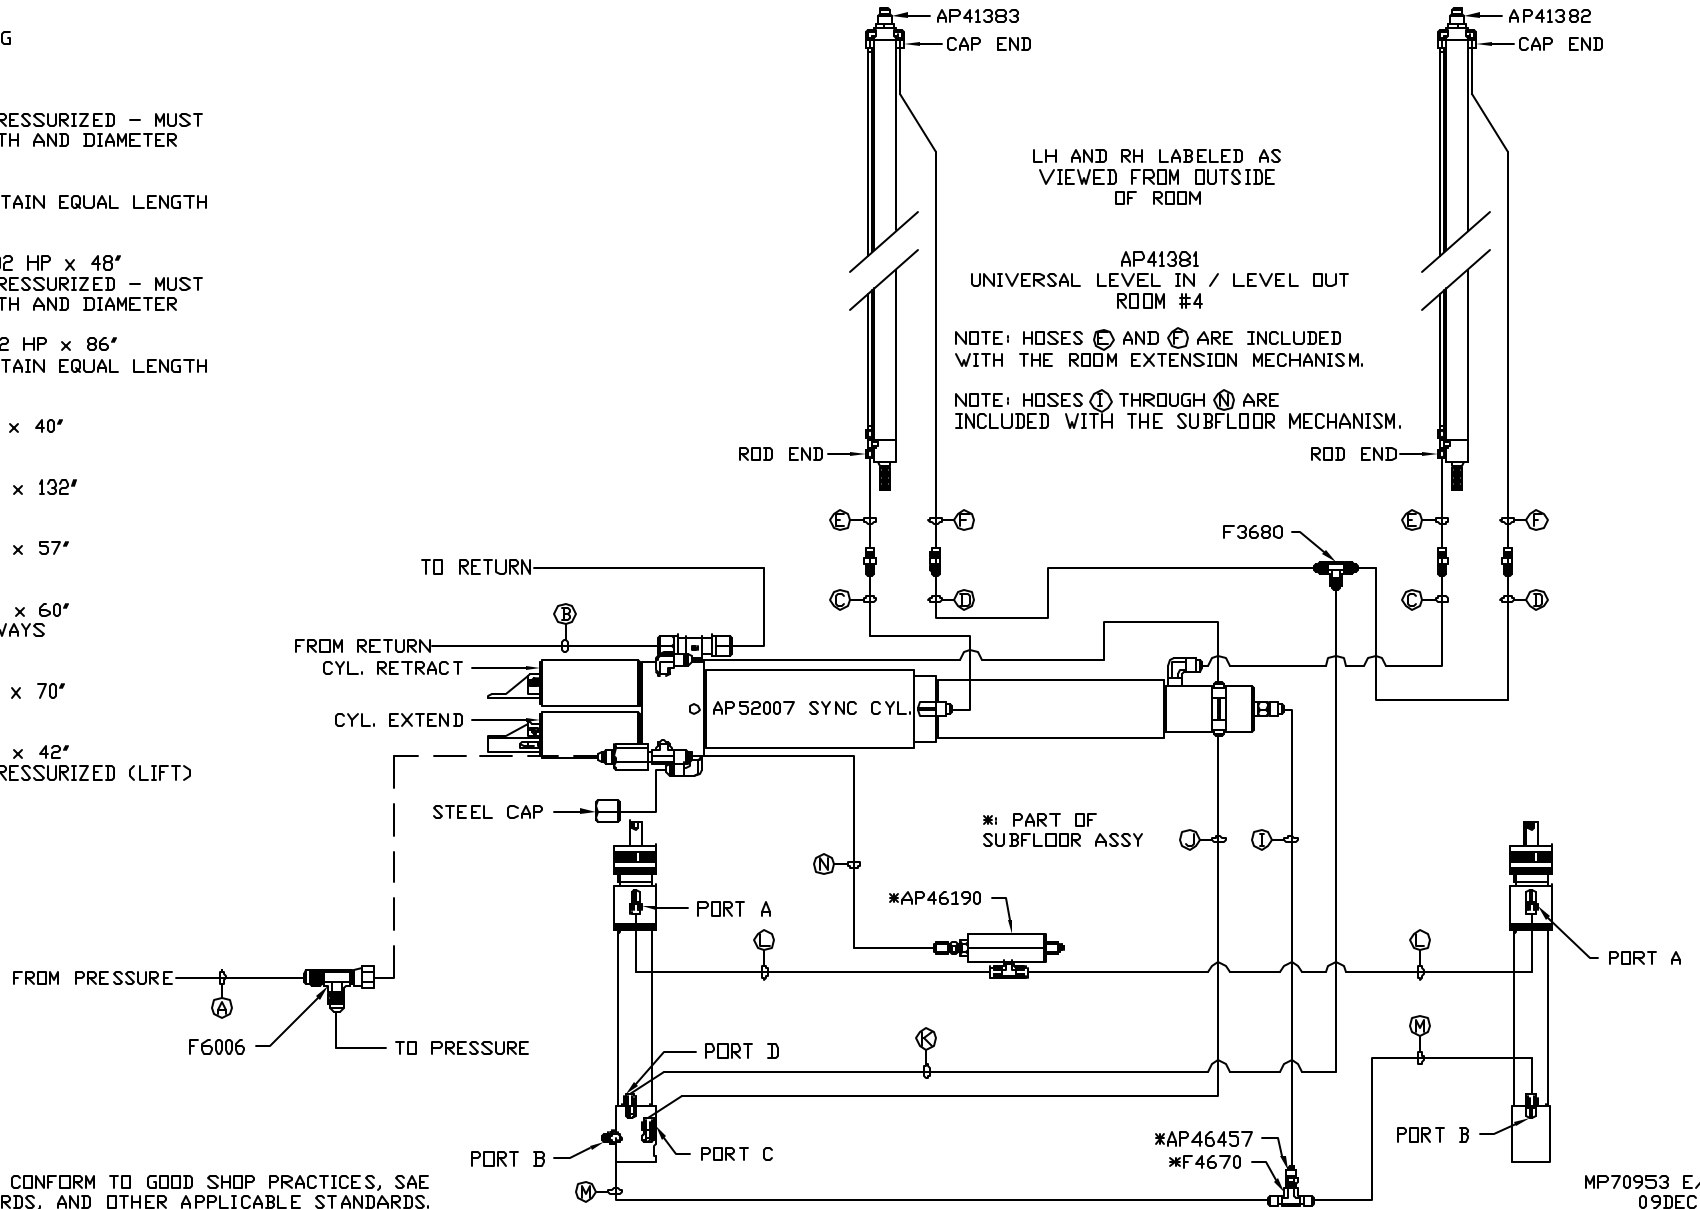 G
RESSURIZED - MUST
TH AND DIAMETER
TAIN EQUAL LENGTH
02 HP x 48"
RESSURIZED - MUST
TH AND DIAMETER
2 HP x 86"
TAIN EQUAL LENGTH
x 40"
x 132"
x 57"
x 60"
WAYS
x 70"
x 42"
RESSURIZED (LIFT)
AP41383
CAP END
AP41382
CAP END
LH AND RH LABELED AS
VIEWED FROM OUTSIDE
OF ROOM
AP41381
UNIVERSAL LEVEL IN / LEVEL OUT
ROOM #4
NOTE: HOSES E AND F ARE INCLUDED
WITH THE ROOM EXTENSION MECHANISM.
NOTE: HOSES I THROUGH N ARE
INCLUDED WITH THE SUBFLOOR MECHANISM.
ROD END
ROD END
E
F
E
F
F3680
TO RETURN
C
D
C
D
B
FROM RETURN
CYL. RETRACT
CYL. EXTEND
AP52007 SYNC CYL.
STEEL CAP
*: PART OF
SUBFLOOR ASSY
J
I
N
*AP46190
PORT A
L
L
PORT A
FROM PRESSURE
A
F6006
TO PRESSURE
M
K
PORT D
PORT B
PORT C
PORT B
*AP46457
*F4670
M
CONFORM TO GOOD SHOP PRACTICES, SAE
RDS, AND OTHER APPLICABLE STANDARDS.
MP70953 E/
09DEC